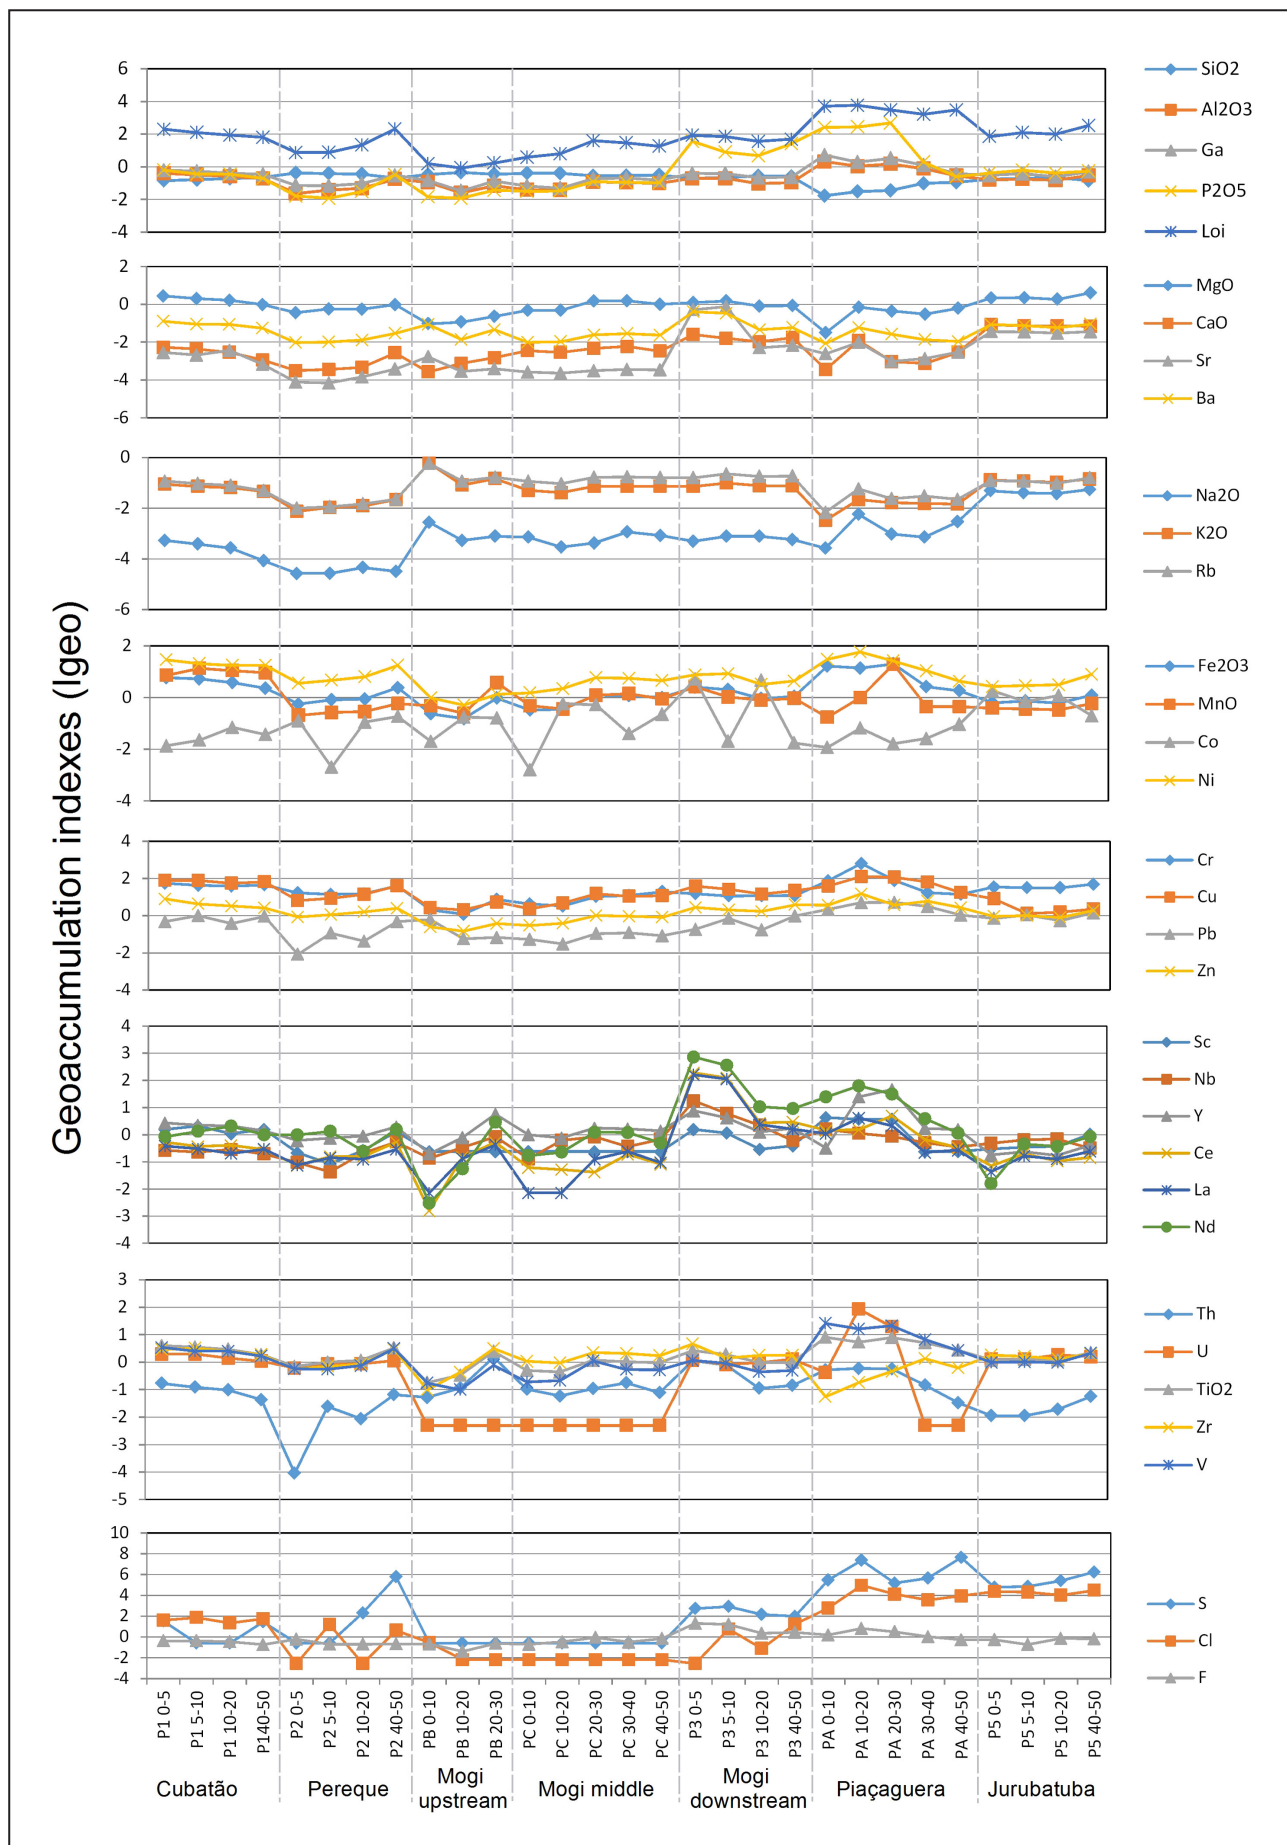 Geoaccumulation indexes (Igeo)
6
4
2
0
-2
-4
SiO2
Al2O3
Ga
P2O5
Loi
2
0
-2
-4
-6
MgO
CaO
Sr
Ba
0
-2
-4
-6
Na2O
K2O
Rb
2
0
-2
-4
Fe2O3
MnO
Co
Ni
4
2
0
-2
-4
Cr
Cu
Pb
Zn
4
3
2
1
0
-1
-2
-3
-4
Sc
Nb
Y
Ce
La
Nd
3
2
1
0
-1
-2
-3
-4
-5
Th
U
TiO2
Zr
V
10
8
6
4
2
0
-2
-4
S
Cl
F
P1 0-5
P1 5-10
P1 10-20
P140-50
P2 0-5
P2 5-10
P2 10-20
P2 40-50
PB 0-10
PB 10-20
PB 20-30
PC 0-10
PC 10-20
PC 20-30
PC 30-40
PC 40-50
P3 0-5
P3 5-10
P3 10-20
P3 40-50
PA 0-10
PA 10-20
PA 20-30
PA 30-40
PA 40-50
P5 0-5
P5 5-10
P5 10-20
P5 40-50
Cubatão
Pereque
Mogi
upstream
Mogi middle
Mogi
downstream
Piaçaguera
Jurubatuba